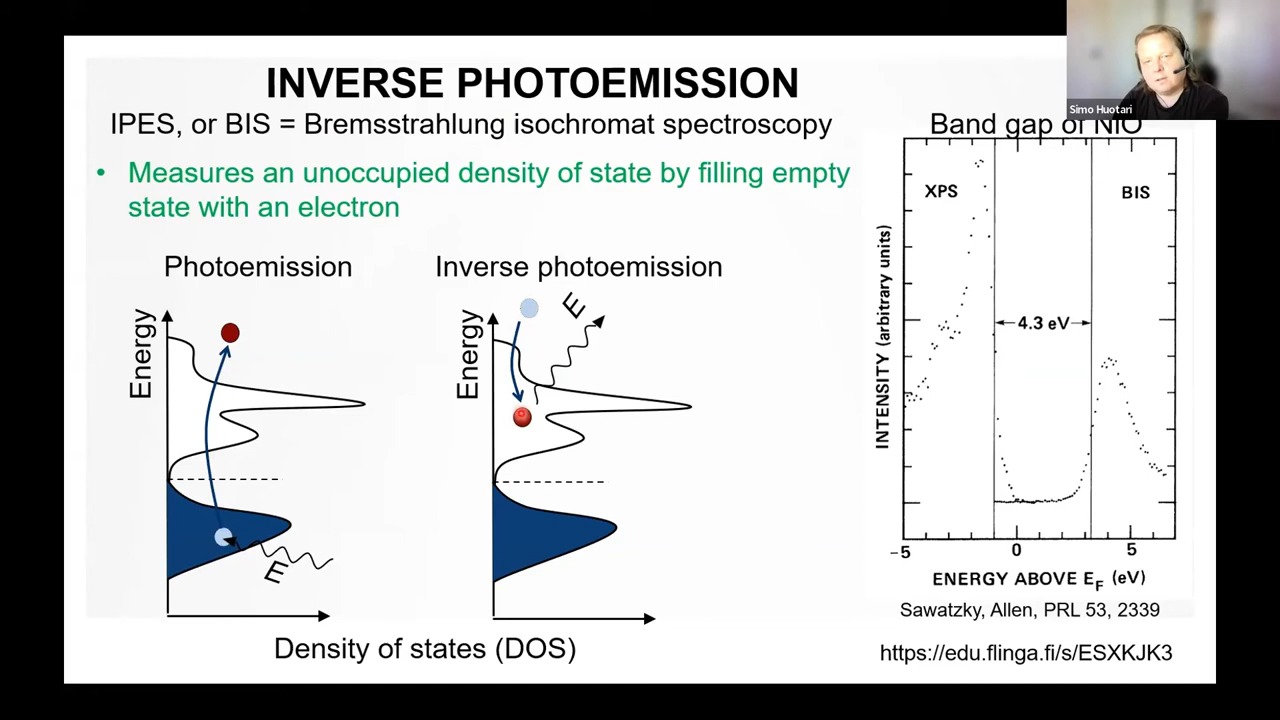 INVERSE PHOTOEMISSION
Simo Huotari
IPES, or BIS = Bremsstrahlung isochromat spectroscopy
• Measures an unoccupied density of state by filling empty
state with an electron
Photoemission
Inverse photoemission
Energy
E
Energy
E
Density of states (DOS)
Band gap of NiO
XPS
BIS
4.3 eV
INTENSITY (arbitrary units)
-5 0 5
ENERGY ABOVE EF (eV)
Sawatzky, Allen, PRL 53, 2339
https://edu.flinga.fi/s/ESXKJK3